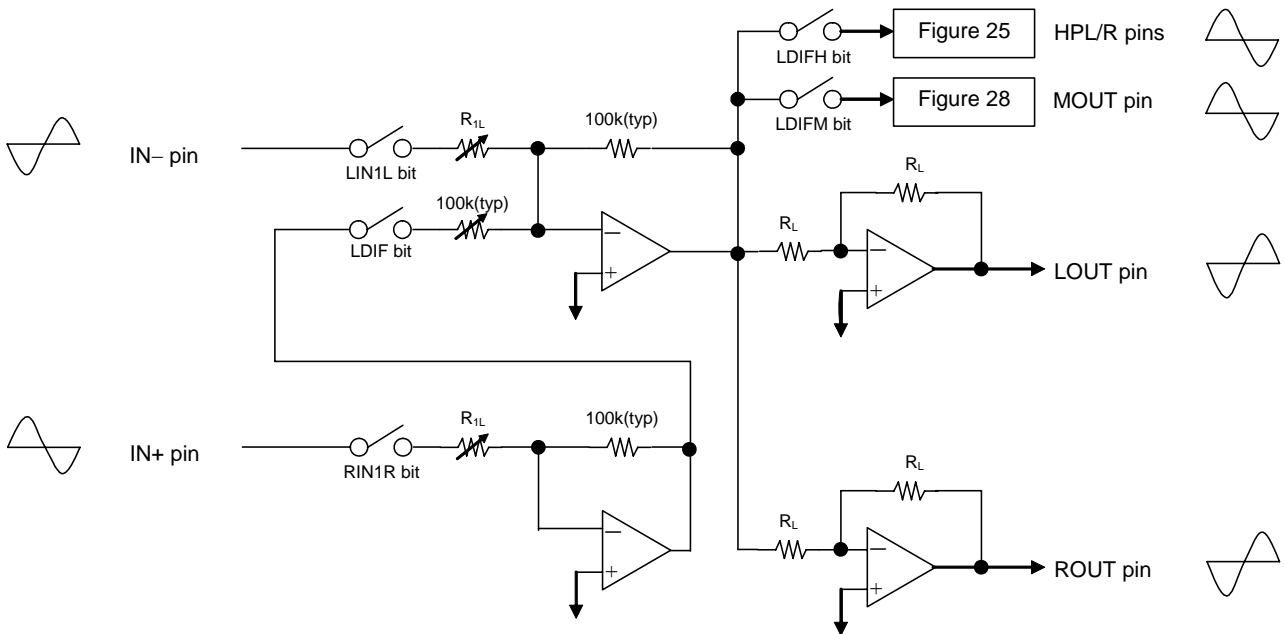 Figure 25
HPL/R pins
LDIFH bit
Figure 28
MOUT pin
LDIFM bit
R1L
100k(typ)
IN− pin
LIN1L bit
100k(typ)
LDIF bit
−
+
RL
RL
−
+
LOUT pin
R1L
100k(typ)
IN+ pin
RIN1R bit
−
+
RL
RL
−
+
ROUT pin